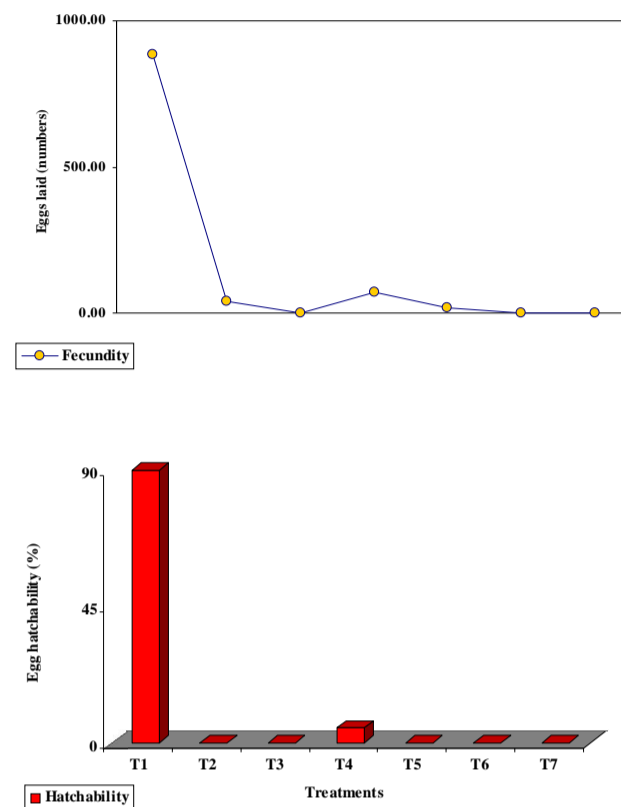 1000.00
500.00
0.00
Eggs laid (numbers)
Fecundity
90
45
0
Egg hatchability (%)
T1 T2 T3 T4 T5 T6 T7
Treatments
Hatchability